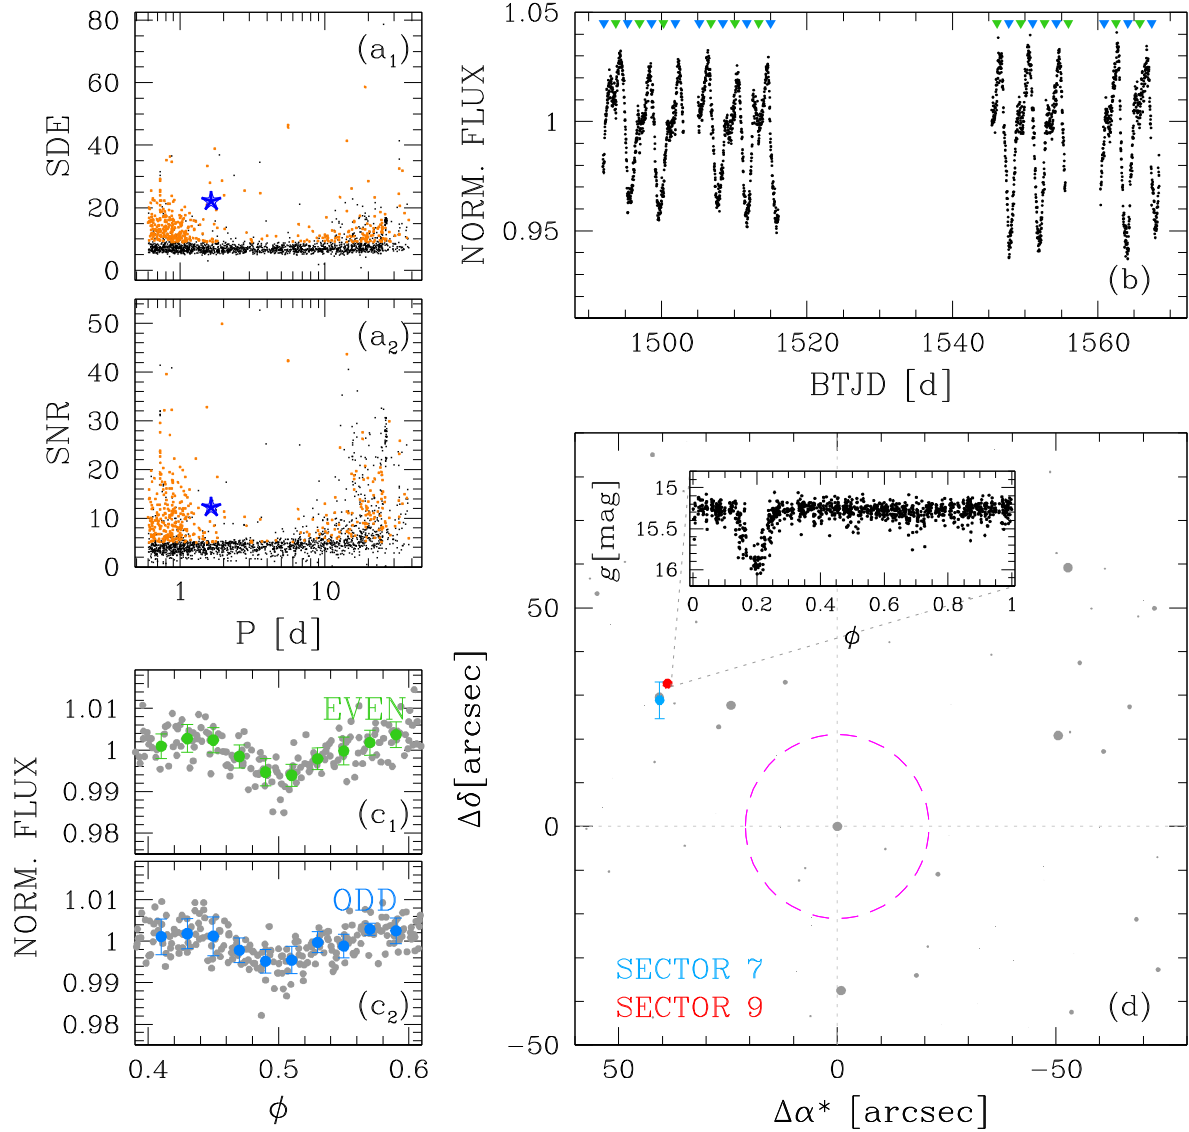 SDE
80
60
40
20
0
(a1)
SNR
50
40
30
20
10
0
(a2)
1
10
P [d]
NORM. FLUX
1.05
1
0.95
(b)
1500
1520
1540
1560
BTJD [d]
NORM. FLUX
1.01
1
0.99
0.98
EVEN
(c1)
1.01
1
0.99
0.98
ODD
(c2)
0.4
0.5
0.6
ϕ
Δδ[arcsec]
50
0
−50
g[mag]
15
15.5
16
0
0.2
0.4
0.6
0.8
1
ϕ
SECTOR 7
SECTOR 9
(d)
50
0
−50
Δα* [arcsec]